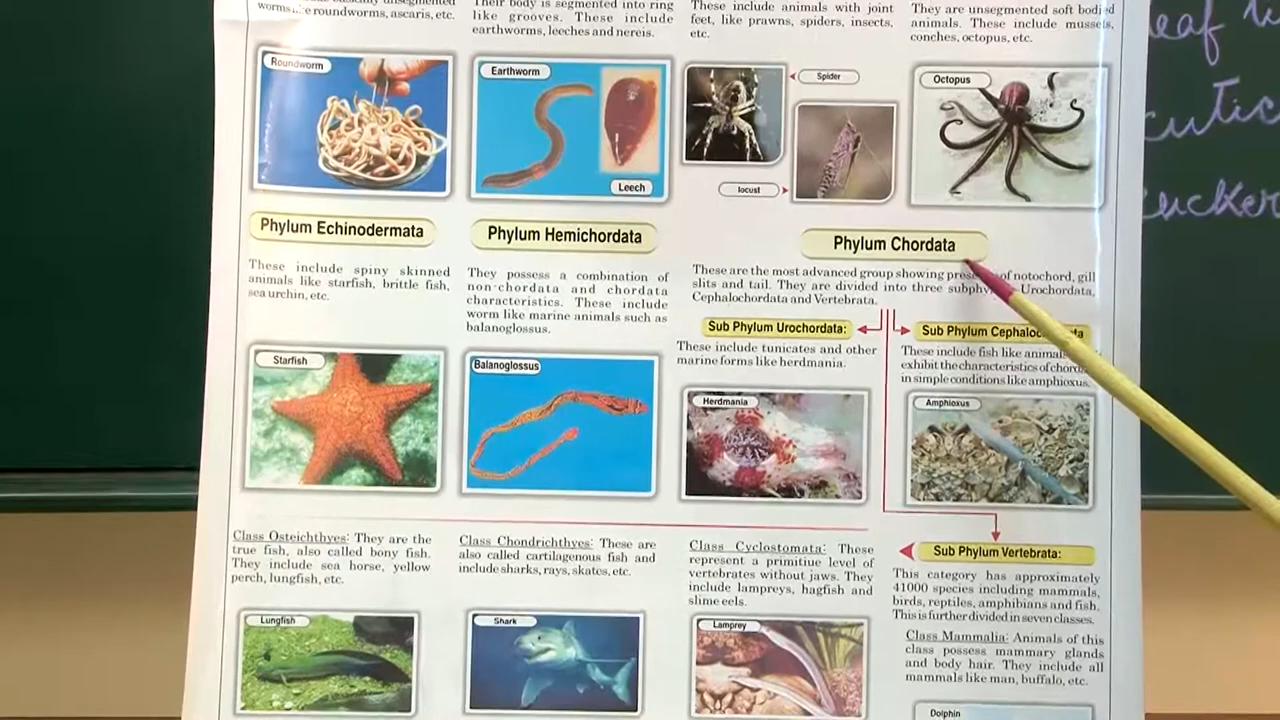 worms
roundworms, ascaris, etc.
Their body is segmented into ring
like grooves. These include
earthworms, leeches and nereis.
These include animals with joint
feet, like prawns, spiders, insects,
etc.
They are unsegmented soft bodied
animals. These include mussets,
conches, octopus, etc.
Roundworm
Earthworm
Leech
Spider
locust
Octopus
Phylum Echinodermata
These include spiny skinned
animals like starfish, brittle fish,
sea urchin, etc.
Starfish
Phylum Hemichordata
They possess a combination of
non-chordata and chordata
characteristics. These include
worm like marine animals such as
balanoglossus.
Balanoglossus
Phylum Chordata
These are the most advanced group showing of notochord, gill
slits and tail. They are divided into three Urochordata,
Cephalochordata and Vertebrata.
Sub Phylum Urochordata:
These include tunicates and other
marine forms like herdmania.
Herdmania
Sub Phylum
These include fish like
exhibit the characteristics of
in simple conditions like amphioxus.
Amphioxus
Class Osteichthyes: They are the
true fish, also called bony fish.
They include sea horse, yellow
perch, lungfish, etc.
Lungfish
Class Chondrichthyes: These are
also called cartilagenous fish and
include sharks, rays, skates, etc.
Shark
Class Cyclostomata: These
represent a primitiue level of
vertebrates without jaws. They
include lampreys, hagfish and
slime eels.
Lamprey
Sub Phylum Vertebrata:
This category has approximately
41000 species including mammals,
birds, reptiles, amphibians and fish.
This is further divided in seven classes.
Class Mammalia: Animals of this
class possess mammary glands
and body hair. They include all
mammals like man, buffalo, etc.
Dolphin